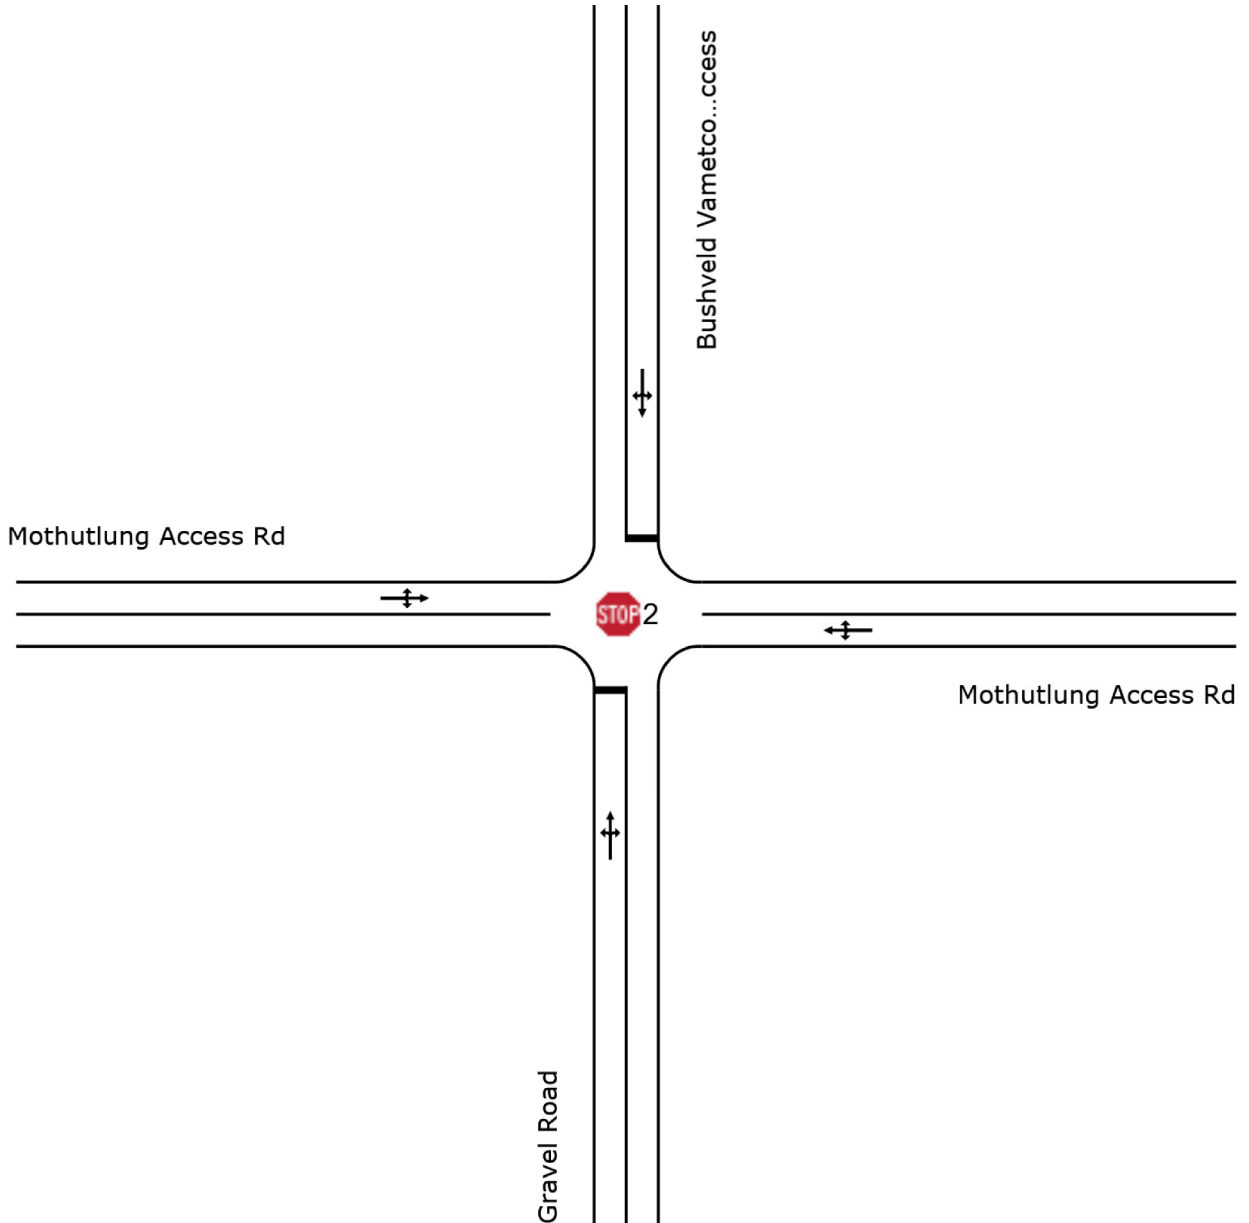 Bushveld Vametco...ccess
Mothutlung Access Rd
STOP 2
Mothutlung Access Rd
Gravel Road